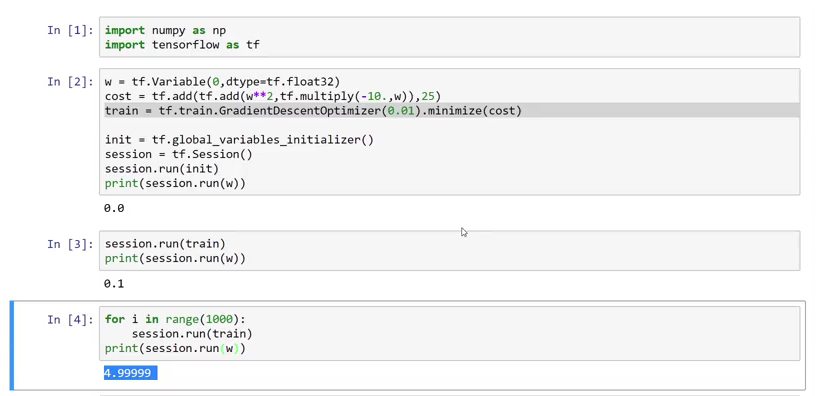 In [1]: import numpy as np
import tensorflow as tf
In [2]: w = tf.Variable(0,dtype=tf.float32)
cost = tf.add(tf.add(w**2,tf.multiply(-10.,w)),25)
train = tf.train.GradientDescentOptimizer(0.01).minimize(cost)
init = tf.global_variables_initializer()
session = tf.Session()
session.run(init)
print(session.run(w))
0.0
In [3]: session.run(train)
print(session.run(w))
0.1
In [4]: for i in range(1000):
    session.run(train)
print(session.run(w))
4.99999